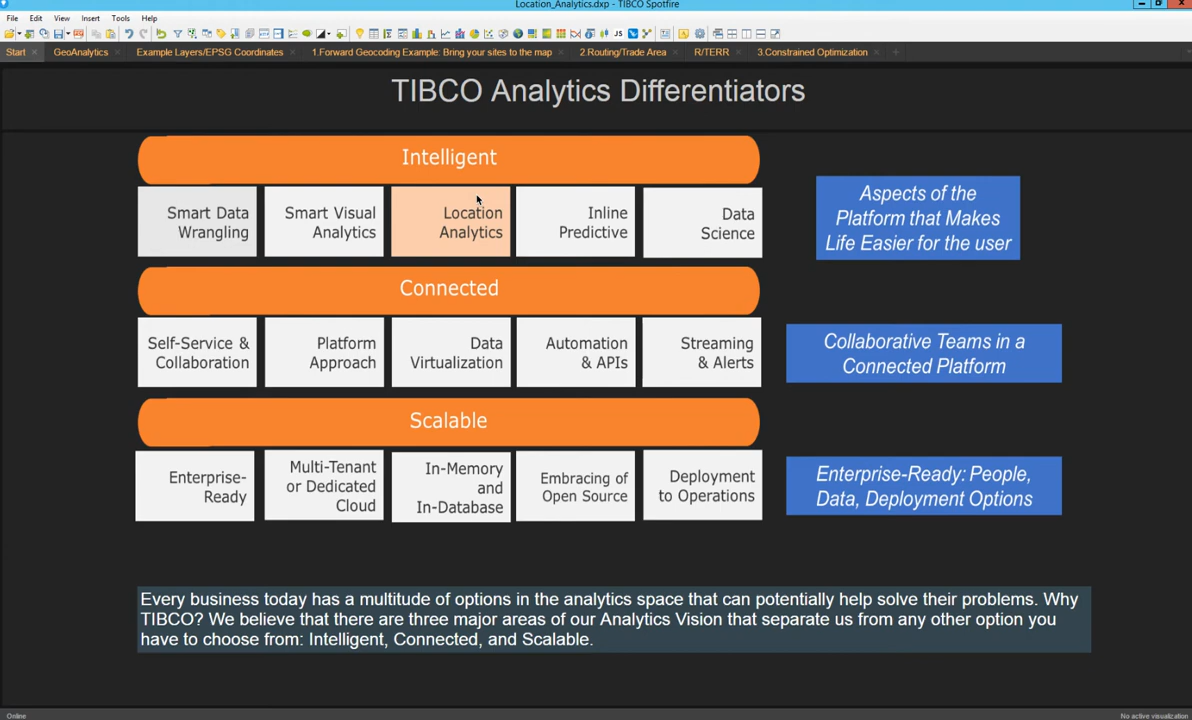 Location_Analytics.dxp - TIBCO Spotfire
File Edit View Insert Tools Help
Start GeoAnalytics Example Layers/EPSG Coordinates 1.Forward Geocoding Example: Bring your sites to the map 2.Routing/Trade Area R/TERR 3.Constrained Optimization
TIBCO Analytics Differentiators
Intelligent
Smart Data
Wrangling
Smart Visual
Analytics
Location
Analytics
Inline
Predictive
Data
Science
Aspects of the
Platform that Makes
Life Easier for the user
Connected
Self-Service &
Collaboration
Platform
Approach
Data
Virtualization
Automation
& APIs
Streaming
& Alerts
Collaborative Teams in a
Connected Platform
Scalable
Enterprise-
Ready
Multi-Tenant
or Dedicated
Cloud
In-Memory
and
In-Database
Embracing of
Open Source
Deployment
to Operations
Enterprise-Ready: People,
Data, Deployment Options
Every business today has a multitude of options in the analytics space that can potentially help solve their problems. Why
TIBCO? We believe that there are three major areas of our Analytics Vision that separate us from any other option you
have to choose from: Intelligent, Connected, and Scalable.
Online
No active visualization